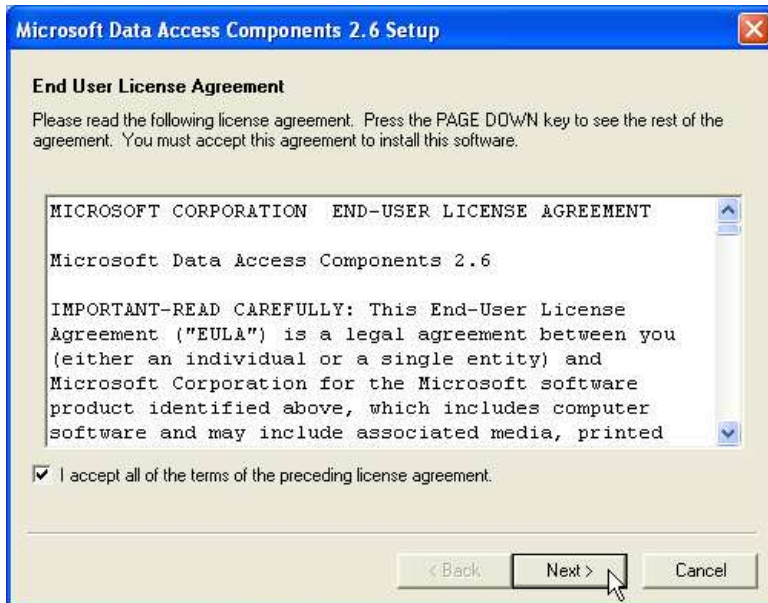 Microsoft Data Access Components 2.6 Setup
End User License Agreement
Please read the following license agreement. Press the PAGE DOWN key to see the rest of the
agreement. You must accept this agreement to install this software.
MICROSOFT CORPORATION  END-USER LICENSE AGREEMENT
Microsoft Data Access Components 2.6
IMPORTANT-READ CAREFULLY: This End-User License
Agreement ("EULA") is a legal agreement between you
(either an individual or a single entity) and
Microsoft Corporation for the Microsoft software
product identified above, which includes computer
software and may include associated media, printed
I accept all of the terms of the preceding license agreement.
< Back Next > Cancel